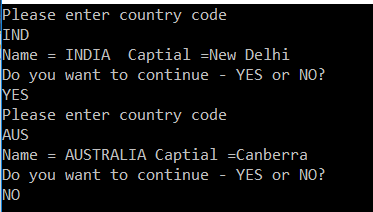 Please enter country code
IND
Name = INDIA  Captial =New Delhi
Do you want to continue - YES or NO?
YES
Please enter country code
AUS
Name = AUSTRALIA Captial =Canberra
Do you want to continue - YES or NO?
NO